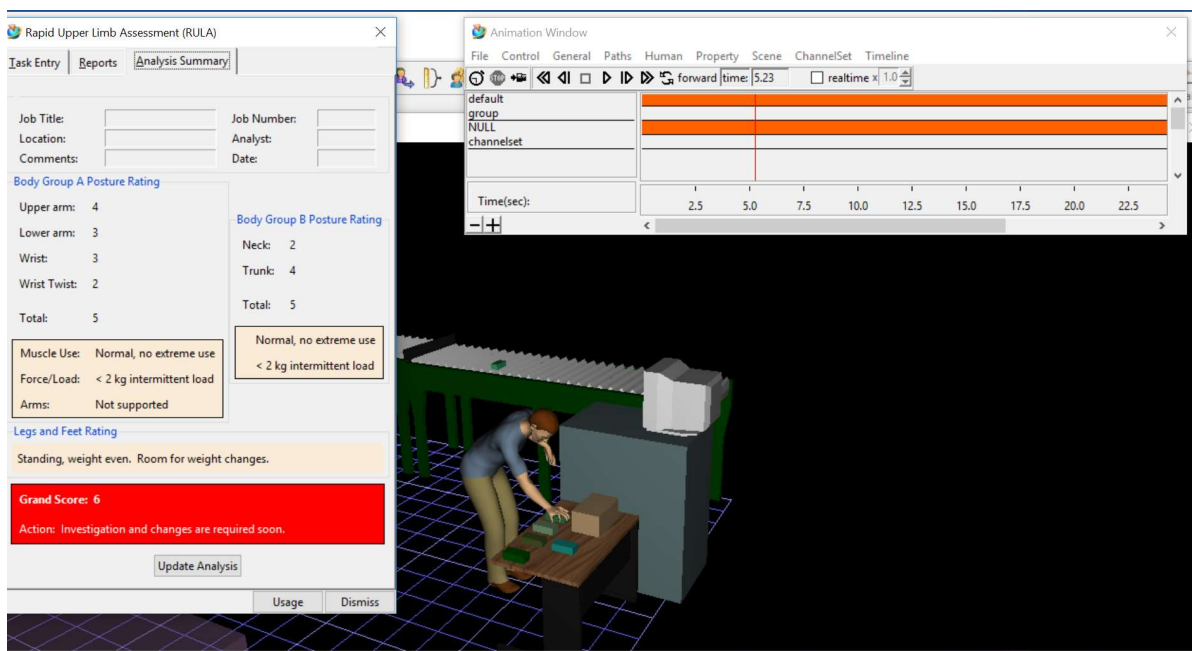 Rapid Upper Limb Assessment (RULA)
Task Entry Reports Analysis Summary
Job Title: Job Number:
Location: Analyst:
Comments: Date:
Body Group A Posture Rating
Upper arm: 4
Lower arm: 3
Wrist: 3
Wrist Twist: 2
Total: 5
Muscle Use: Normal, no extreme use
Force/Load: < 2 kg intermittent load
Arms: Not supported
Body Group B Posture Rating
Neck: 2
Trunk: 4
Total: 5
Normal, no extreme use
< 2 kg intermittent load
Legs and Feet Rating
Standing, weight even. Room for weight changes.
Grand Score: 6
Action: Investigation and changes are required soon.
Update Analysis
Usage Dismiss
Animation Window
File Control General Paths Human Property Scene ChannelSet Timeline
STOP forward time: 5.23 realtime x 1.0
default
group
NULL
channelset
Time(sec): 2.5 5.0 7.5 10.0 12.5 15.0 17.5 20.0 22.5